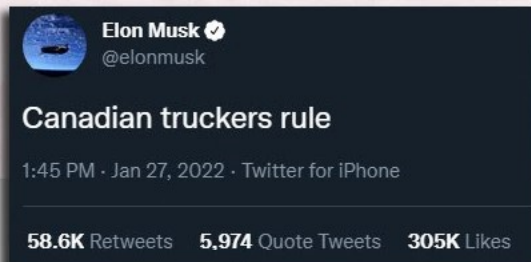 Elon Musk
@elonmusk
Canadian truckers rule
1:45 PM · Jan 27, 2022 · Twitter for iPhone
58.6K Retweets 5,974 Quote Tweets 305K Likes